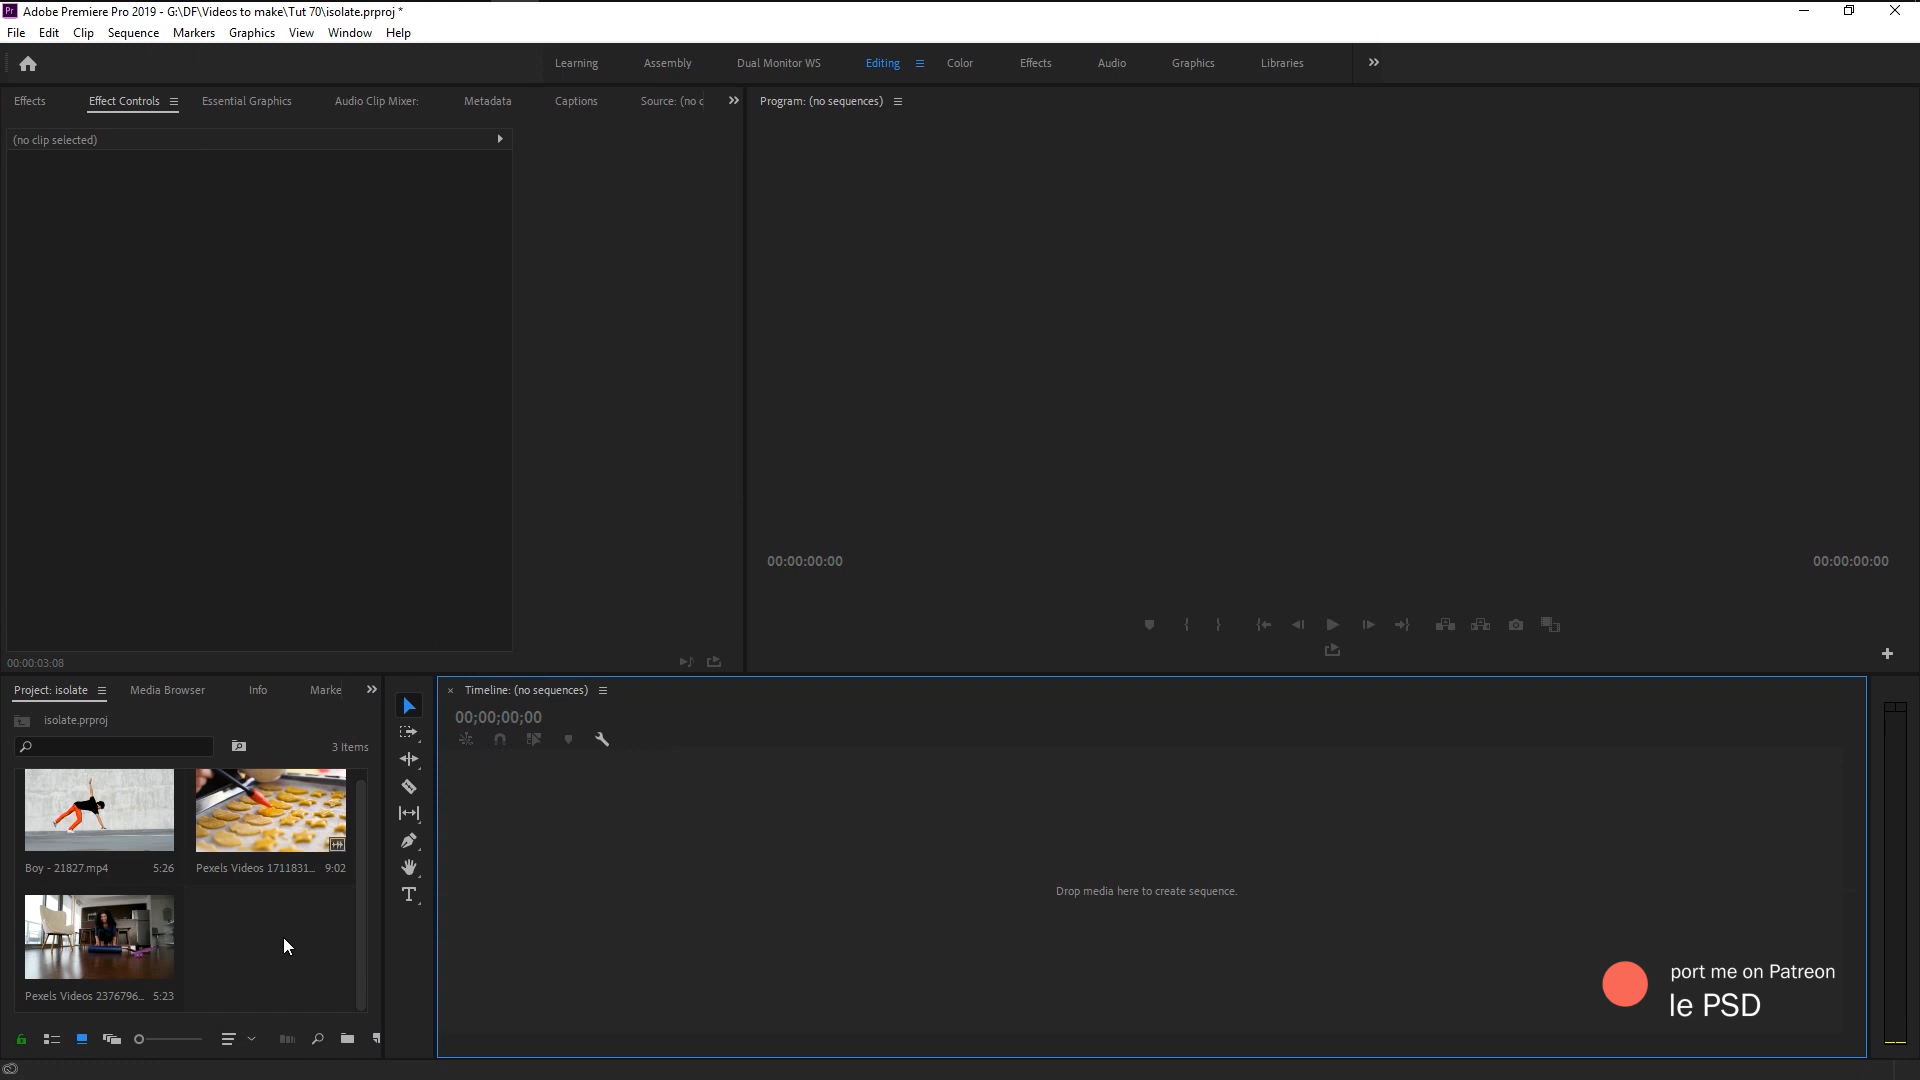 Pr Adobe Premiere Pro 2019 - G:\DF\Videos to make\Tut 70\isolate.prproj *
File Edit Clip Sequence Markers Graphics View Window Help
Learning Assembly Dual Monitor WS Editing Color Effects Audio Graphics Libraries
Effects Effect Controls Essential Graphics Audio Clip Mixer: Metadata Captions Source: (no c
Program: (no sequences)
(no clip selected)
00:00:00:00
00:00:00:00
00:00:03:08
Project: isolate Media Browser Info Marke
isolate.prproj
3 Items
Boy - 21827.mp4 5:26
Pexels Videos 1711831... 9:02
Pexels Videos 2376796... 5:23
Timeline: (no sequences)
00;00;00;00
Drop media here to create sequence.
port me on Patreon
le PSD